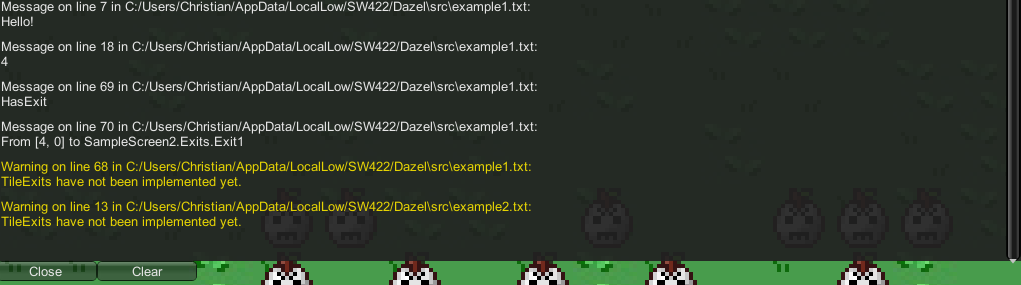 Message on line 7 in C:/Users/Christian/AppData/LocalLow/SW422/Dazel\src\example1.txt:
Hello!
Message on line 18 in C:/Users/Christian/AppData/LocalLow/SW422/Dazel\src\example1.txt:
4
Message on line 69 in C:/Users/Christian/AppData/LocalLow/SW422/Dazel\src\example1.txt:
HasExit
Message on line 70 in C:/Users/Christian/AppData/LocalLow/SW422/Dazel\src\example1.txt:
From [4, 0] to SampleScreen2.Exits.Exit1
Warning on line 68 in C:/Users/Christian/AppData/LocalLow/SW422/Dazel\src\example1.txt:
TileExits have not been implemented yet.
Warning on line 13 in C:/Users/Christian/AppData/LocalLow/SW422/Dazel\src\example2.txt:
TileExits have not been implemented yet.
Close Clear